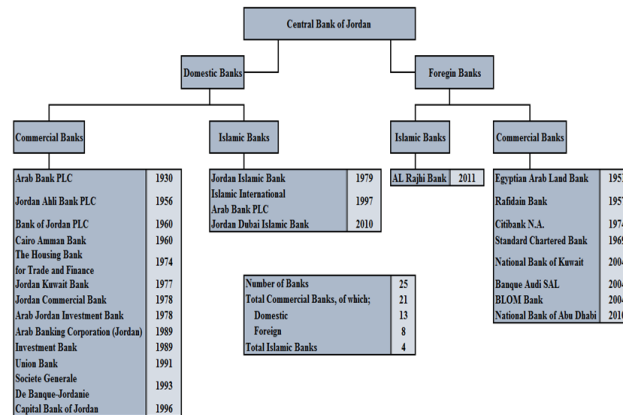 Central Bank of Jordan
Domestic Banks
Foregin Banks
Commercial Banks
Islamic Banks
Islamic Banks
Commercial Banks
Arab Bank PLC 1930
Jordan Ahli Bank PLC 1956
Bank of Jordan PLC 1960
Cairo Amman Bank 1960
The Housing Bank
for Trade and Finance 1974
Jordan Kuwait Bank 1977
Jordan Commercial Bank 1978
Arab Jordan Investment Bank 1978
Arab Banking Corporation (Jordan) 1989
Investment Bank 1989
Union Bank 1991
Societe Generale
De Banque-Jordanie 1993
Capital Bank of Jordan 1996
Jordan Islamic Bank 1979
Islamic International
Arab Bank PLC 1997
Jordan Dubai Islamic Bank 2010
AL Rajhi Bank 2011
Egyptian Arab Land Bank
Rafidain Bank 1957
Citibank N.A. 1974
Standard Chartered Bank 1969
National Bank of Kuwait 2004
Banque Audi SAL 2004
BLOM Bank 2004
National Bank of Abu Dhabi 2010
Number of Banks 25
Total Commercial Banks, of which; 21
Domestic 13
Foreign 8
Total Islamic Banks 4